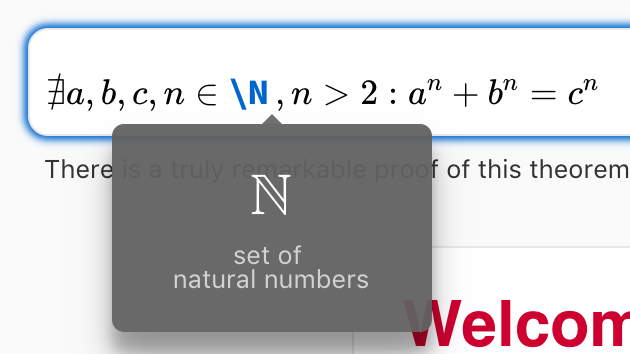 ∄a, b, c, n ∈ \N, n > 2 : aⁿ + bⁿ = cⁿ
There is a truly remarkable proof of this theorem
ℕ
set of
natural numbers
Welcom